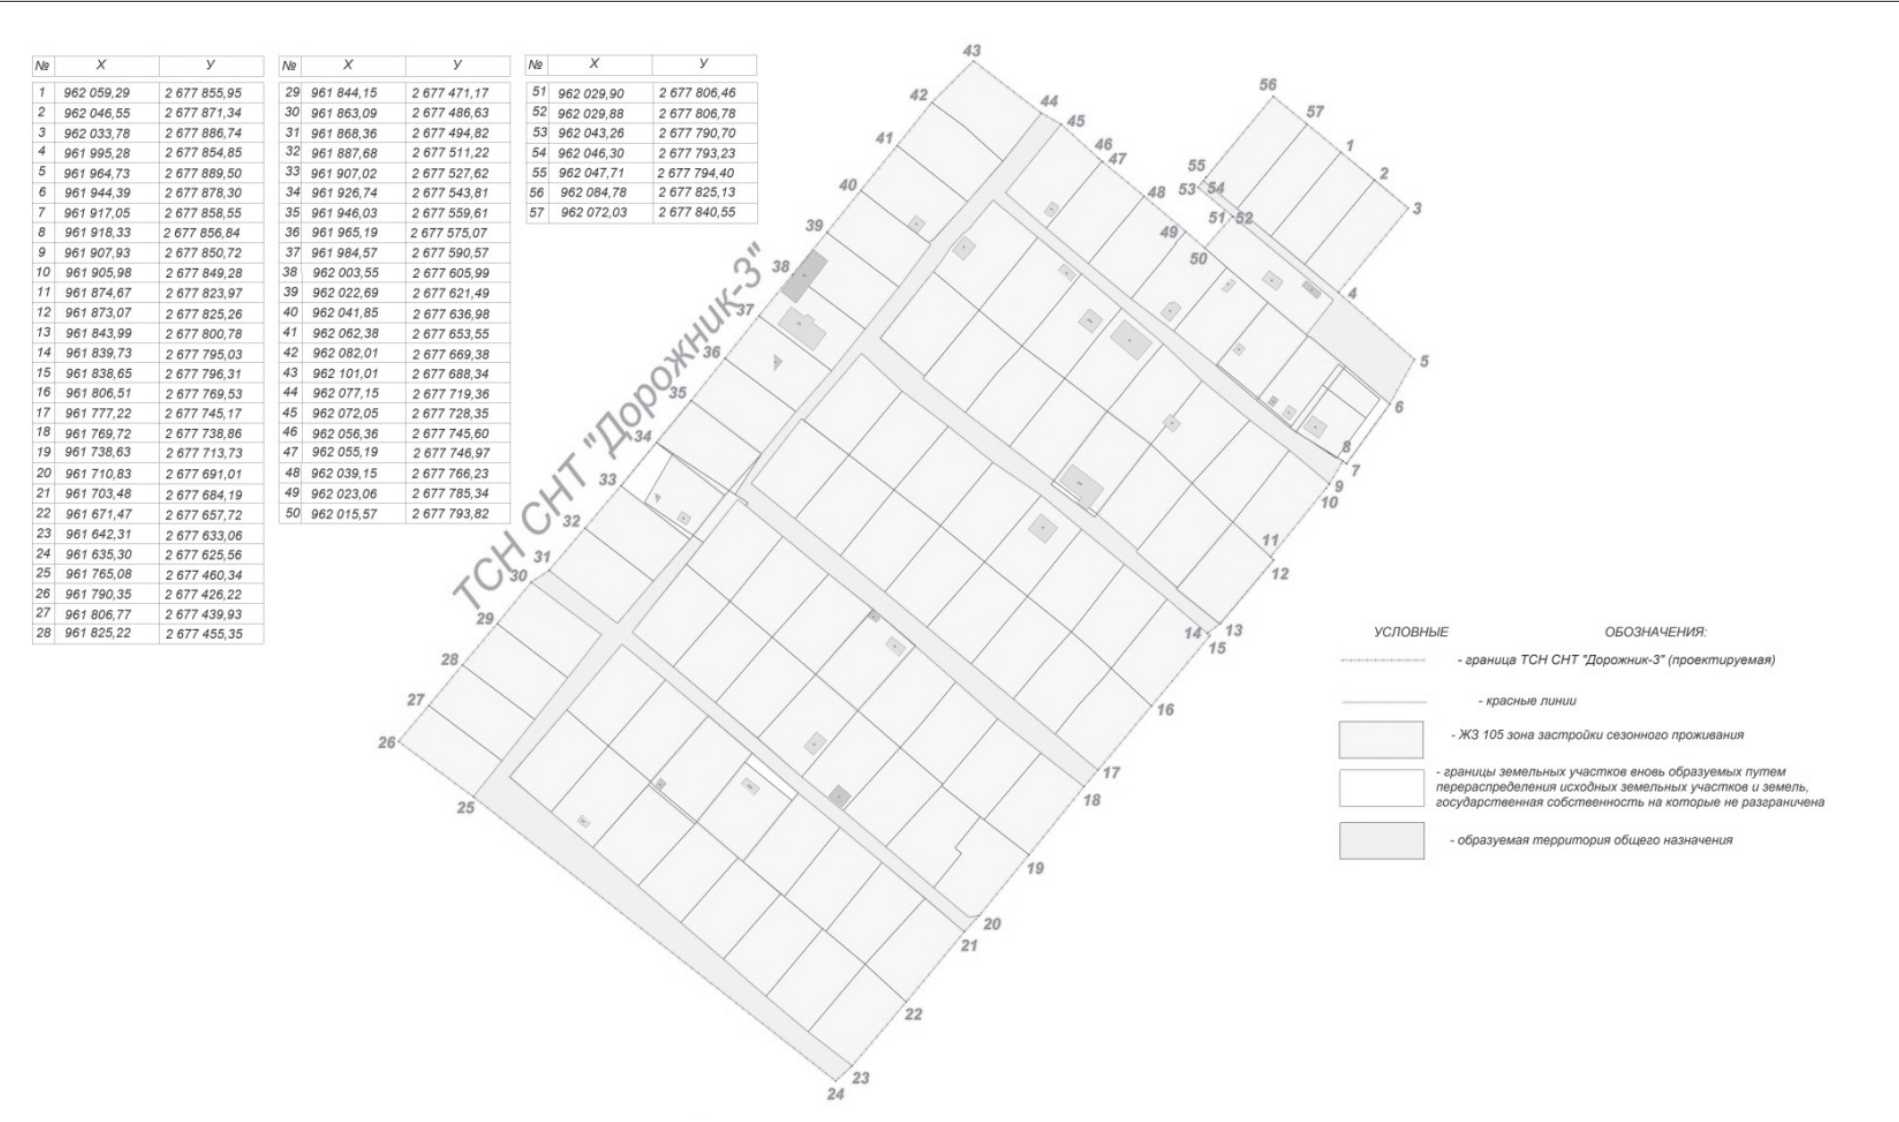 № X У
1 962 059,29 2 677 855,95
2 962 046,55 2 677 871,34
3 962 033,78 2 677 886,74
4 961 995,28 2 677 854,85
5 961 964,73 2 677 889,50
6 961 944,39 2 677 878,30
7 961 917,05 2 677 858,55
8 961 918,33 2 677 856,84
9 961 907,93 2 677 850,72
10 961 905,98 2 677 849,28
11 961 874,67 2 677 823,97
12 961 873,07 2 677 825,26
13 961 843,99 2 677 800,78
14 961 839,73 2 677 795,03
15 961 838,65 2 677 796,31
16 961 806,51 2 677 769,53
17 961 777,22 2 677 745,17
18 961 769,72 2 677 738,86
19 961 738,63 2 677 713,73
20 961 710,83 2 677 691,01
21 961 703,48 2 677 684,19
22 961 671,47 2 677 657,72
23 961 642,31 2 677 633,06
24 961 635,30 2 677 625,56
25 961 765,08 2 677 460,34
26 961 790,35 2 677 426,22
27 961 806,77 2 677 439,93
28 961 825,22 2 677 455,35
№ X У
29 961 844,15 2 677 471,17
30 961 863,09 2 677 486,63
31 961 868,36 2 677 494,82
32 961 887,68 2 677 511,22
33 961 907,02 2 677 527,62
34 961 926,74 2 677 543,81
35 961 946,03 2 677 559,61
36 961 965,19 2 677 575,07
37 961 984,57 2 677 590,57
38 962 003,55 2 677 605,99
39 962 022,69 2 677 621,49
40 962 041,85 2 677 636,98
41 962 062,38 2 677 653,55
42 962 082,01 2 677 669,38
43 962 101,01 2 677 688,34
44 962 077,15 2 677 719,36
45 962 072,05 2 677 728,35
46 962 056,36 2 677 745,60
47 962 055,19 2 677 746,97
48 962 039,15 2 677 766,23
49 962 023,06 2 677 785,34
50 962 015,57 2 677 793,82
№ X У
51 962 029,90 2 677 806,46
52 962 029,88 2 677 806,78
53 962 043,26 2 677 790,70
54 962 046,30 2 677 793,23
55 962 047,71 2 677 794,40
56 962 084,78 2 677 825,13
57 962 072,03 2 677 840,55
43
42
44
45
56
57
41
46
47
1
40
55
53 54
48
2
3
39
51 52
49
50
38
4
37
36
5
35
6
34
8
7
33
9
10
32
11
31
30
12
29
14 13
15
28
16
27
26
17
25
18
19
20
21
22
23
24
ТСН СНТ "Дорожник-3"
УСЛОВНЫЕ ОБОЗНАЧЕНИЯ:
- граница ТСН СНТ "Дорожник-3" (проектируемая)
- красные линии
- ЖЗ 105 зона застройки сезонного проживания
- границы земельных участков вновь образуемых путем
перераспределения исходных земельных участков и земель,
государственная собственность на которые не разграничена
- образуемая территория общего назначения